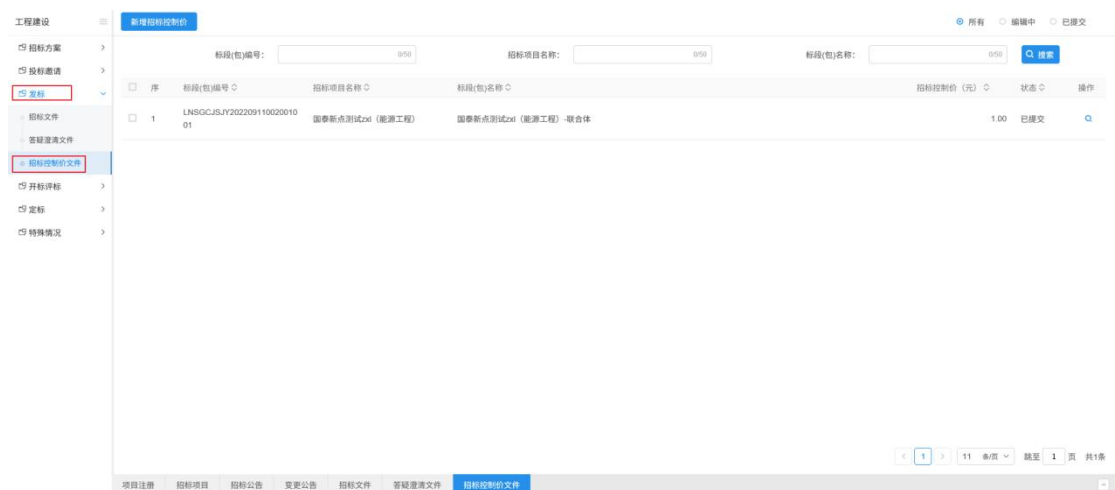 工程建设
新增招标控制价
所有 编辑中 已提交
招标方案
投标邀请
发标
招标文件
答疑澄清文件
招标控制价文件
开标评标
定标
特殊情况
标段(包)编号： 0/50 招标项目名称： 0/50 标段(包)名称： 0/50 搜索
序 标段(包)编号 招标项目名称 标段(包)名称 招标控制价（元） 状态 操作
1 LNSGCJSJY202209110020010 国泰新点测试zxl（能源工程） 国泰新点测试zxl（能源工程）-联合体 1.00 已提交
01
1 11 条/页 跳至 1 页 共1条
项目注册 招标项目 招标公告 变更公告 招标文件 答疑澄清文件 招标控制价文件